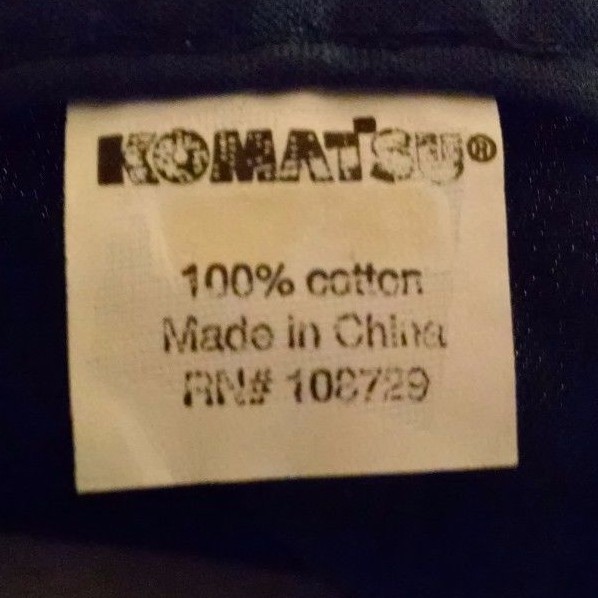 KOMATSU®
100% cotton
Made in China
RN# 108729